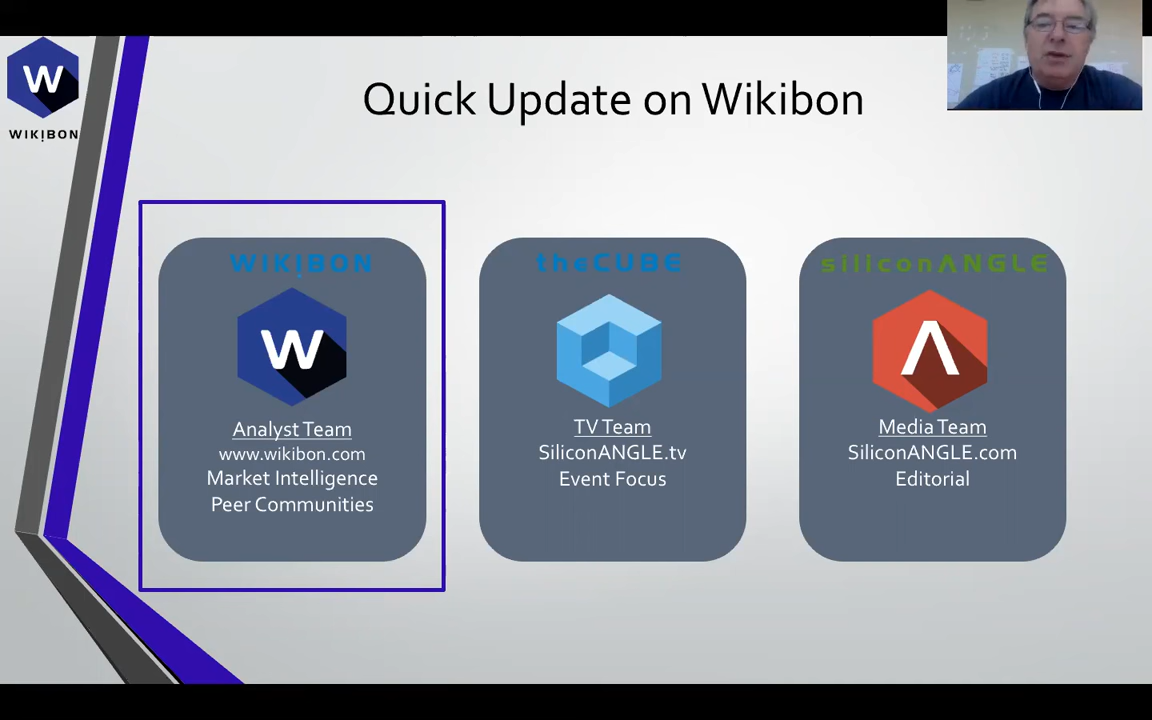 W
WIKIBON
Quick Update on Wikibon
WIKIBON
W
Analyst Team
www.wikibon.com
Market Intelligence
Peer Communities
theCUBE
TV Team
SiliconANGLE.tv
Event Focus
siliconANGLE
Media Team
SiliconANGLE.com
Editorial